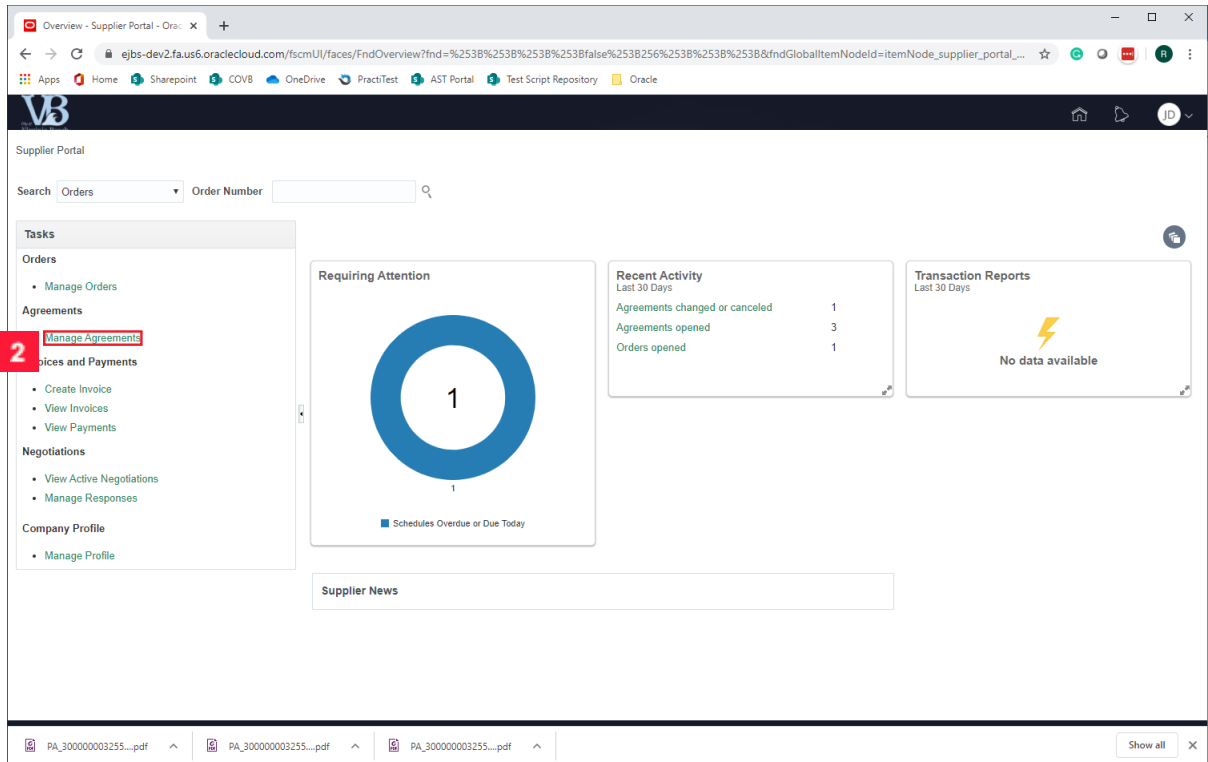 Overview - Supplier Portal - Orac
ejbs-dev2.fa.us6.oraclecloud.com/fscmUI/faces/FndOverview?fnd=%253B%253B%253B%253Bfalse%253B256%253B%253B%253B&fndGlobalItemNodeId=itemNode_supplier_portal_...
R
Apps Home Sharepoint COVB OneDrive PractiTest AST Portal Test Script Repository Oracle
VB
JD
Supplier Portal
Search Orders Order Number
Tasks
Orders
Manage Orders
Agreements
Manage Agreements
2
oices and Payments
Create Invoice
View Invoices
View Payments
Negotiations
View Active Negotiations
Manage Responses
Company Profile
Manage Profile
Requiring Attention
1
1
Schedules Overdue or Due Today
Recent Activity
Last 30 Days
Agreements changed or canceled 1
Agreements opened 3
Orders opened 1
Transaction Reports
Last 30 Days
No data available
Supplier News
PA_300000003255....pdf PA_300000003255....pdf PA_300000003255....pdf Show all